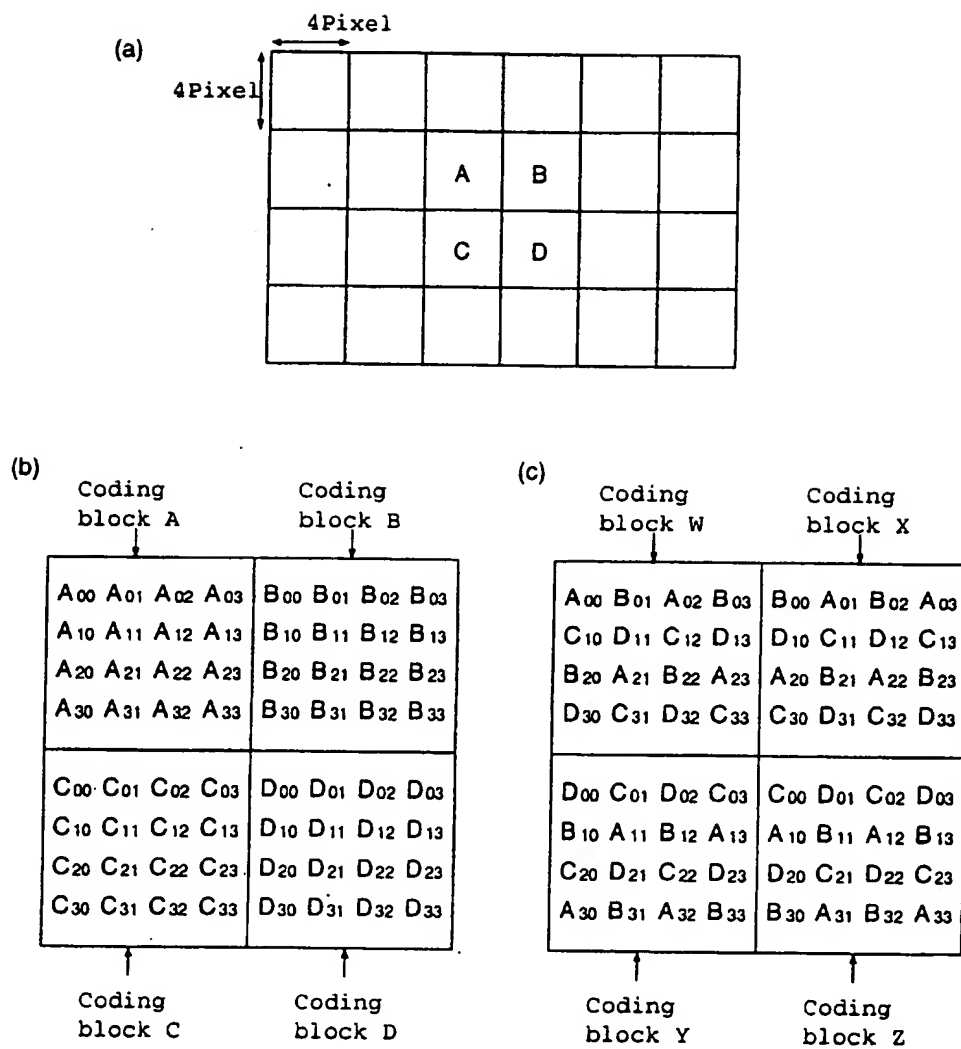 4Pixel
(a)
4Pixel
A B
C D
(b) (c)
Coding block A Coding block B Coding block W Coding block X
A00 A01 A02 A03 B00 B01 B02 B03
A10 A11 A12 A13 B10 B11 B12 B13
A20 A21 A22 A23 B20 B21 B22 B23
A30 A31 A32 A33 B30 B31 B32 B33
C00 C01 C02 C03 D00 D01 D02 D03
C10 C11 C12 C13 D10 D11 D12 D13
C20 C21 C22 C23 D20 D21 D22 D23
C30 C31 C32 C33 D30 D31 D32 D33
Coding block C Coding block D
A00 B01 A02 B03 B00 A01 B02 A03
C10 D11 C12 D13 D10 C11 D12 C13
B20 A21 B22 A23 A20 B21 A22 B23
D30 C31 D32 C33 C30 D31 C32 D33
D00 C01 D02 C03 C00 D01 C02 D03
B10 A11 B12 A13 A10 B11 A12 B13
C20 D21 C22 D23 D20 C21 D22 C23
A30 B31 A32 B33 B30 A31 B32 A33
Coding block Y Coding block Z